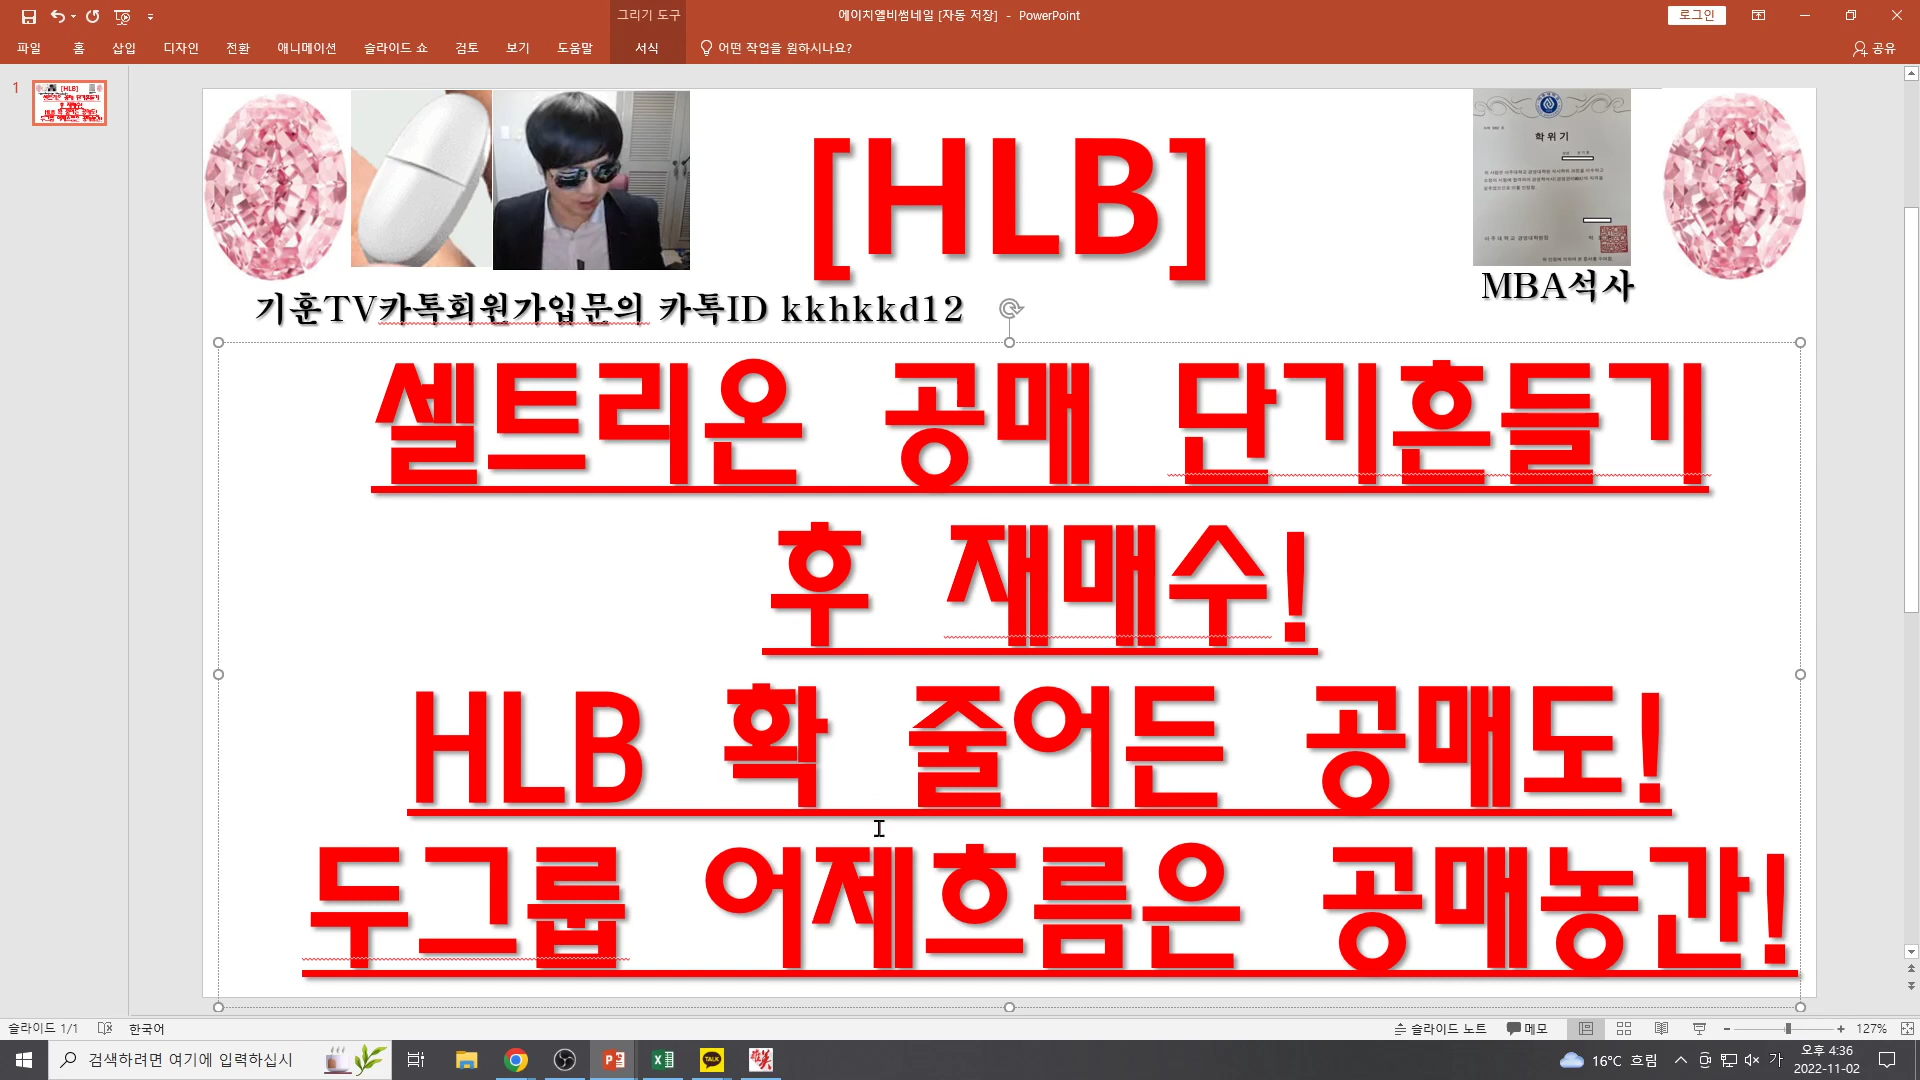 에이치앨비썸네일 [자동 저장] - PowerPoint
그리기 도구
로그인
파일 홈 삽입 디자인 전환 애니메이션 슬라이드 쇼 검토 보기 도움말 서식 어떤 작업을 원하시나요? 공유
1
[HLB]
학 위 기
MBA석사
기훈TV카톡회원가입문의 카톡ID kkhkkd12
셀트리온 공매 단기흔들기
후 재매수!
HLB 확 줄어든 공매도!
두그룹 어제흐름은 공매농간!
슬라이드 1/1 한국어 슬라이드 노트 메모 127%
검색하려면 여기에 입력하십시
TALK
16°C 흐림
가
오후 4:36
2022-11-02